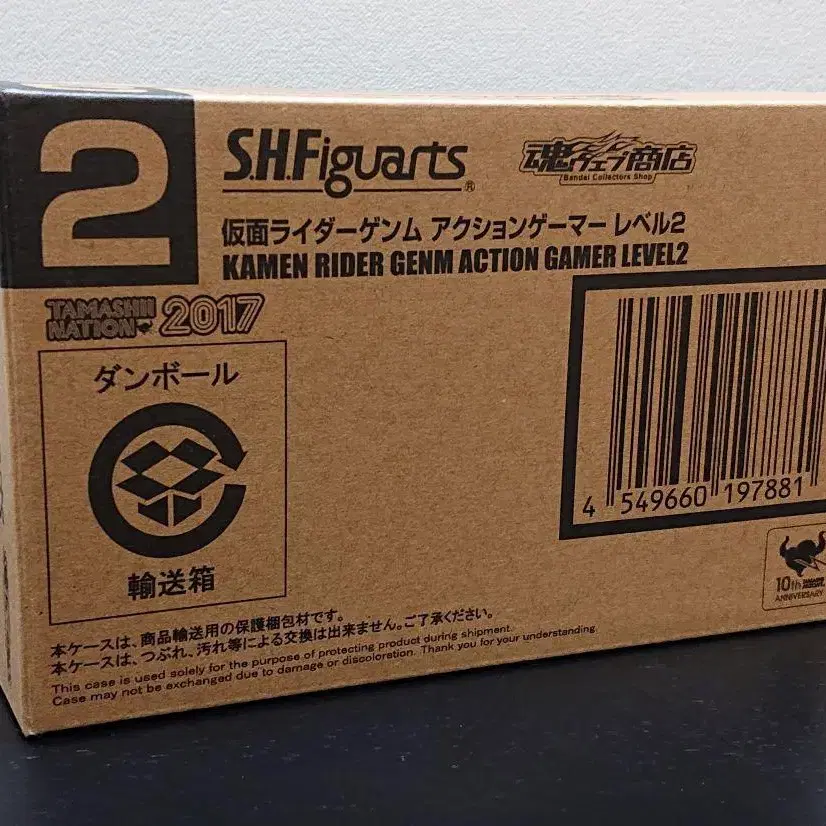 2
S.H.Figuarts®
魂ウェブ商店
Bandai Collectors Shop
仮面ライダーゲンム アクションゲーマー レベル2
KAMEN RIDER GENM ACTION GAMER LEVEL2
TAMASHII
NATION 2017
ダンボール
輸送箱
4 549660 197881
10th
ANNIVERSARY
本ケースは、商品輸送用の保護梱包材です。
本ケースは、つぶれ、汚れ等による交換は出来ません。ご了承ください。
This case is used solely for the purpose of protecting product during shipment.
Case may not be exchanged due to damage or discoloration. Thank you for your understanding.